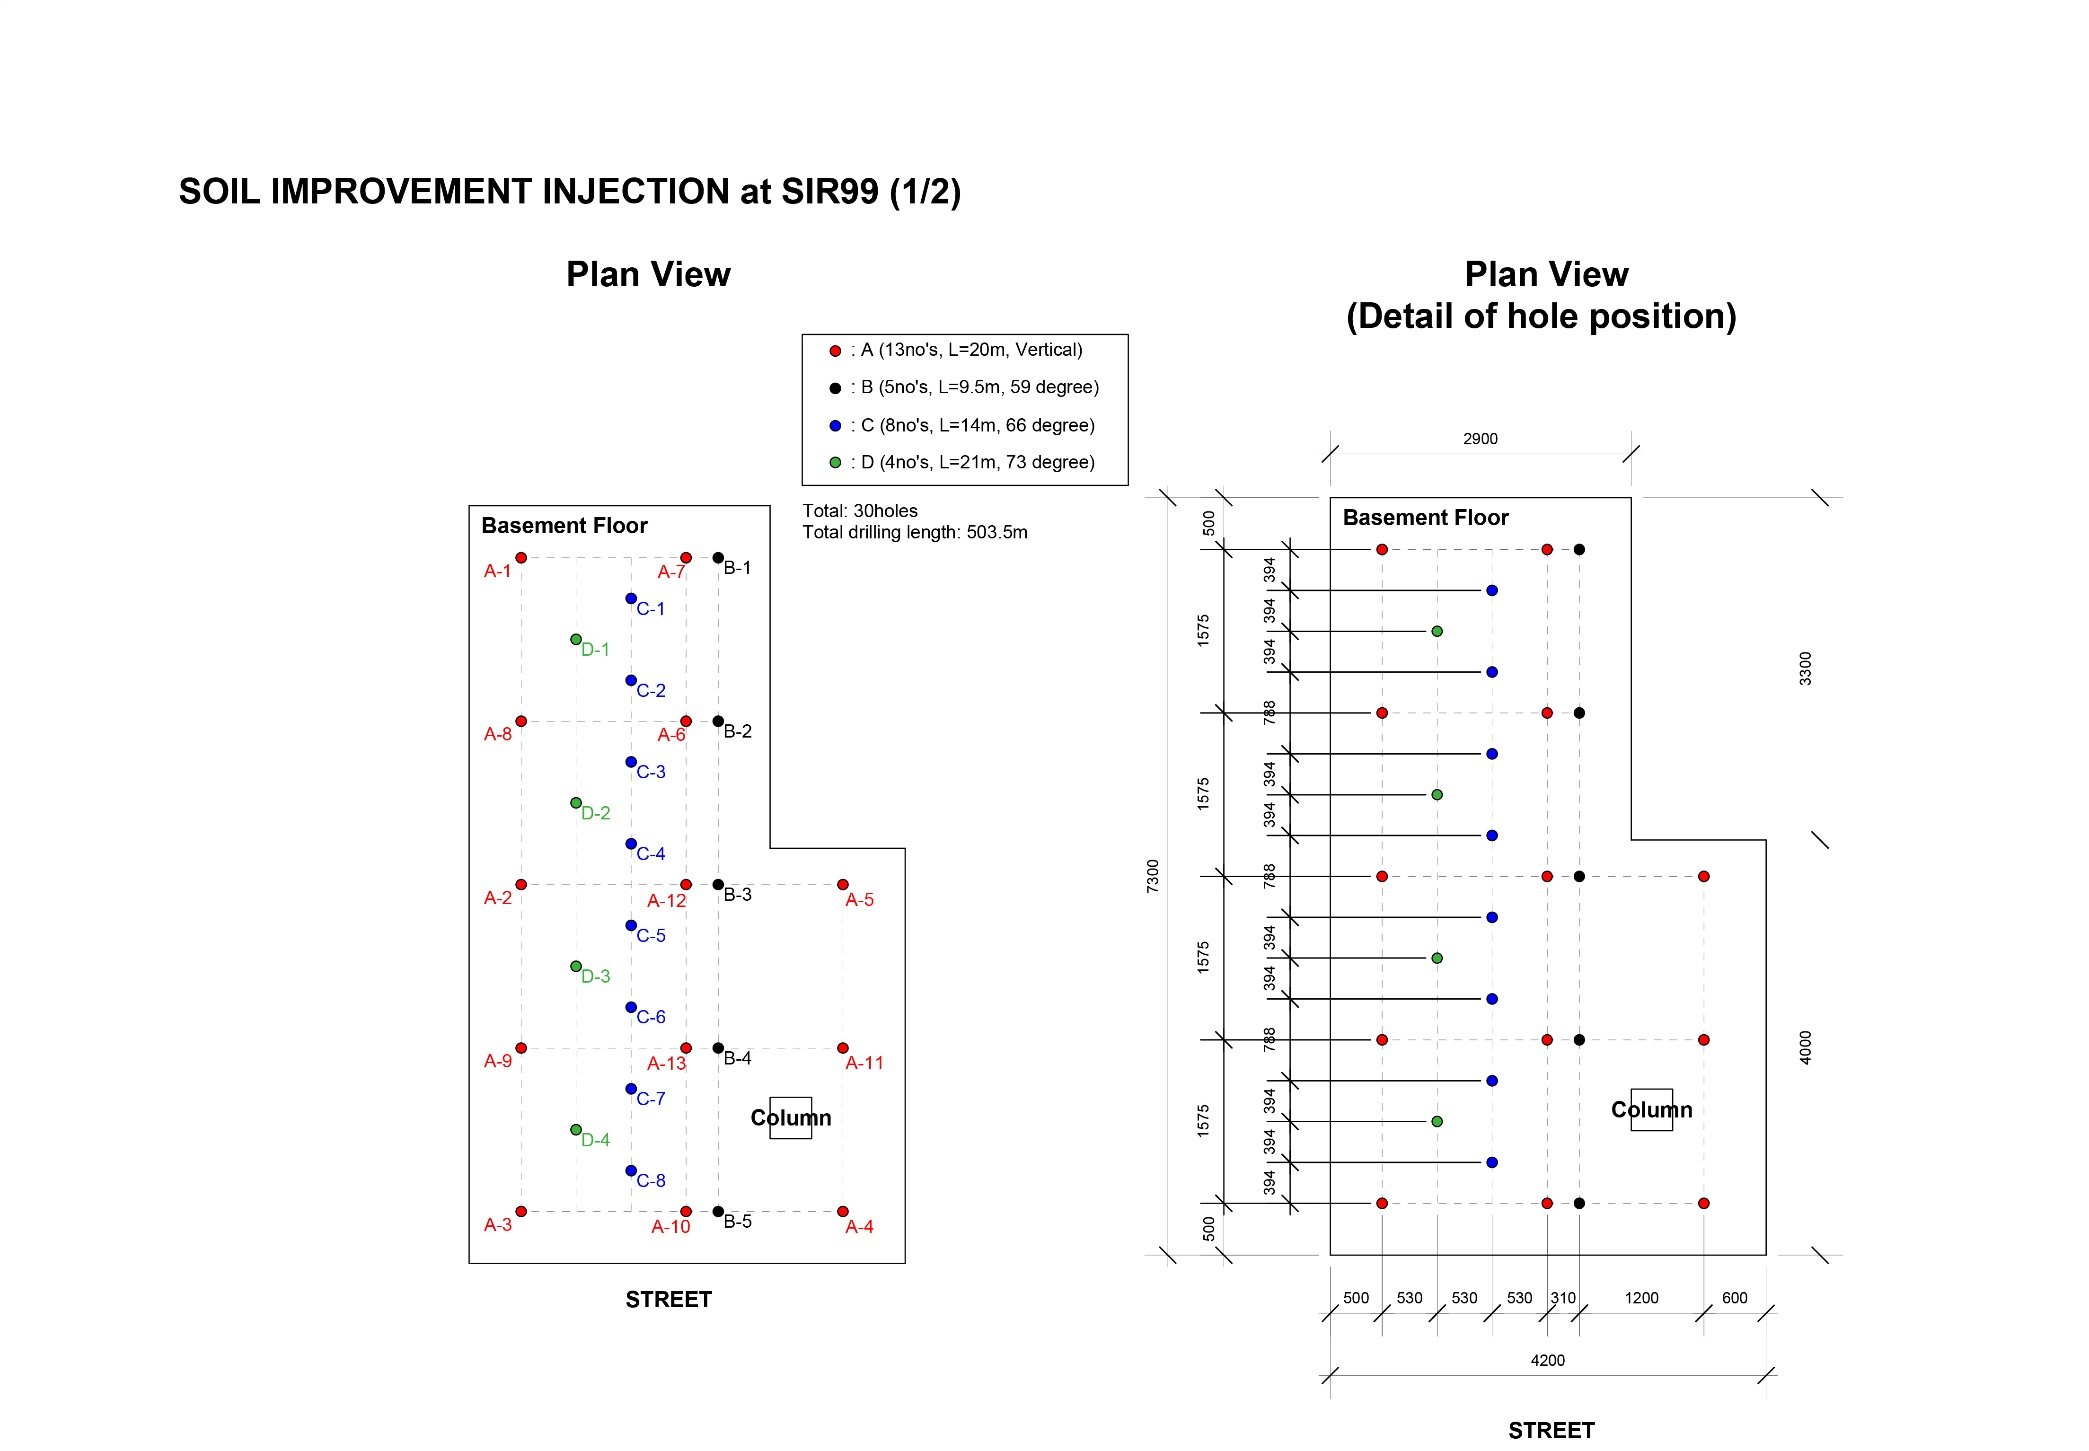 SOIL IMPROVEMENT INJECTION at SIR99 (1/2)
Plan View
: A (13no's, L=20m, Vertical)
: B (5no's, L=9.5m, 59 degree)
: C (8no's, L=14m, 66 degree)
: D (4no's, L=21m, 73 degree)
Total: 30holes
Total drilling length: 503.5m
Basement Floor
A-1
A-7
B-1
C-1
D-1
C-2
A-8
A-6
B-2
C-3
D-2
C-4
A-2
A-12
B-3
A-5
C-5
D-3
C-6
A-9
A-13
B-4
A-11
C-7
Column
D-4
C-8
A-3
A-10
B-5
A-4
STREET
Plan View
(Detail of hole position)
2900
Basement Floor
500
394
394
1575
394
3300
788
394
1575
394
7300
788
394
1575
394
788
4000
394
Column
1575
394
394
500
500
530
530
530
310
1200
600
4200
STREET